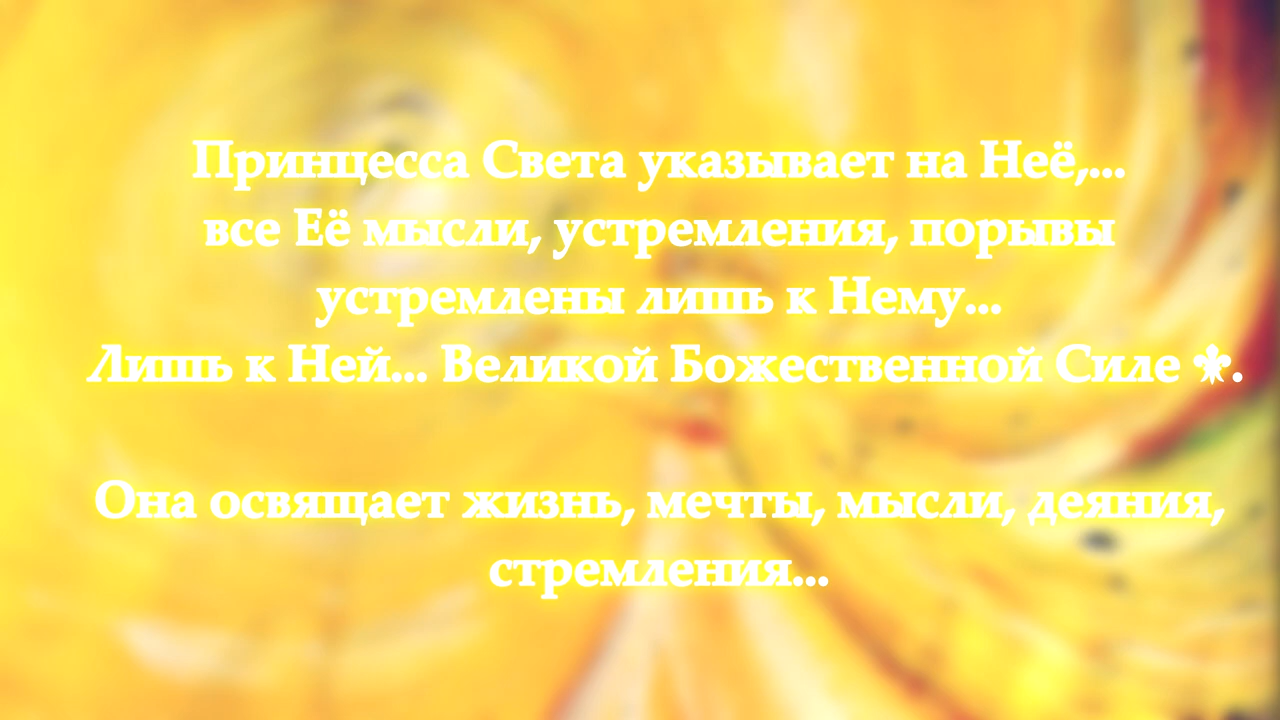 Принцесса Света указывает на Неё,...
все Её мысли, устремления, порывы
устремлены лишь к Нему...
Лишь к Ней... Великой Божественной Силе ⚜.
Она освящает жизнь, мечты, мысли, деяния,
стремления...